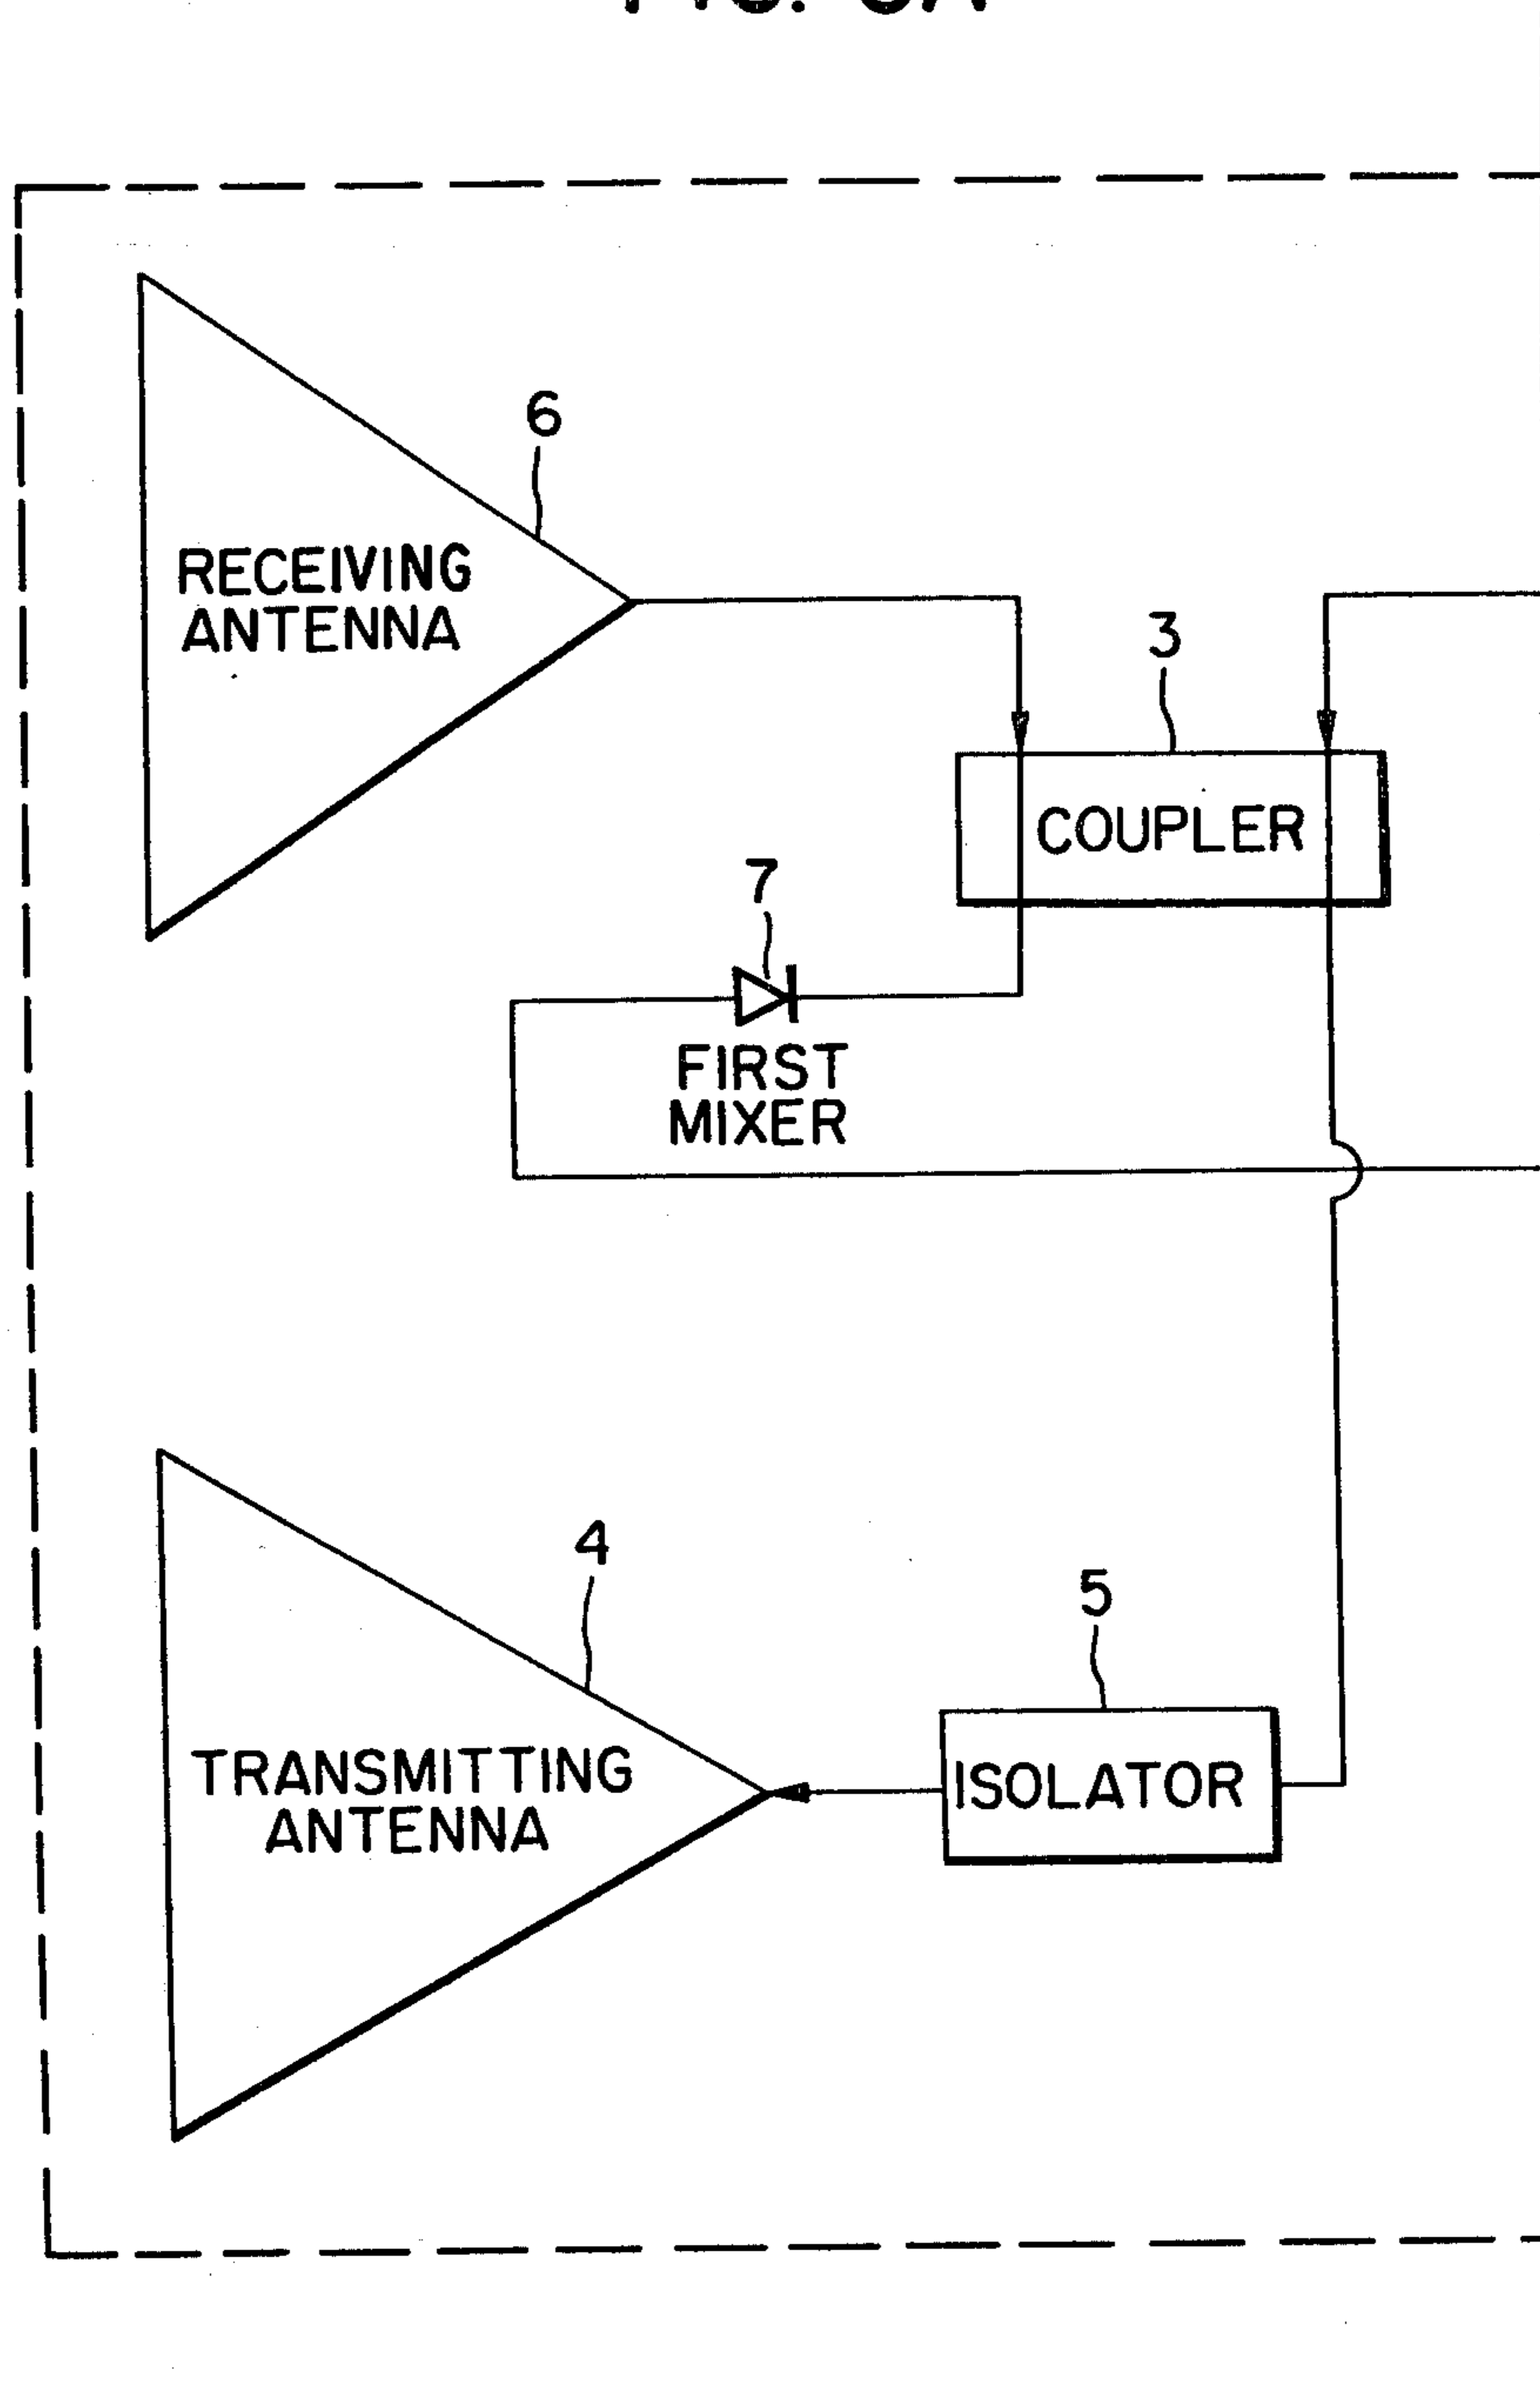 6
RECEIVING
ANTENNA
3
COUPLER
7
FIRST
MIXER
4
TRANSMITTING
ANTENNA
5
ISOLATOR